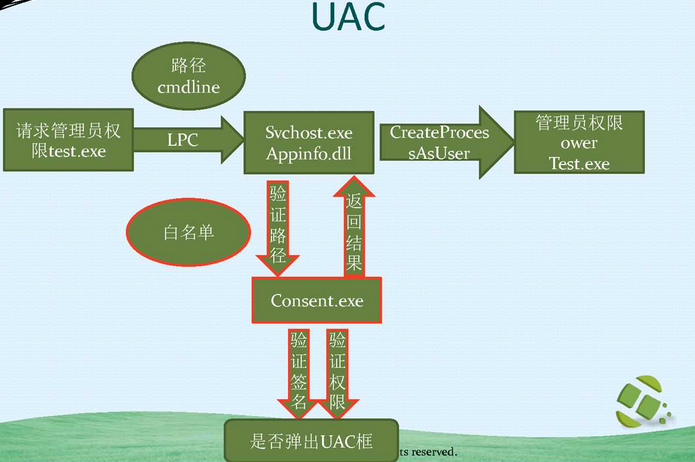 UAC
路径
cmdline
请求管理员权
限test.exe
LPC
Svchost.exe
Appinfo.dll
CreateProces
sAsUser
管理员权限
ower
Test.exe
白名单
验证路径
返回结果
Consent.exe
验证签名
验证权限
是否弹出UAC框
ts reserved.